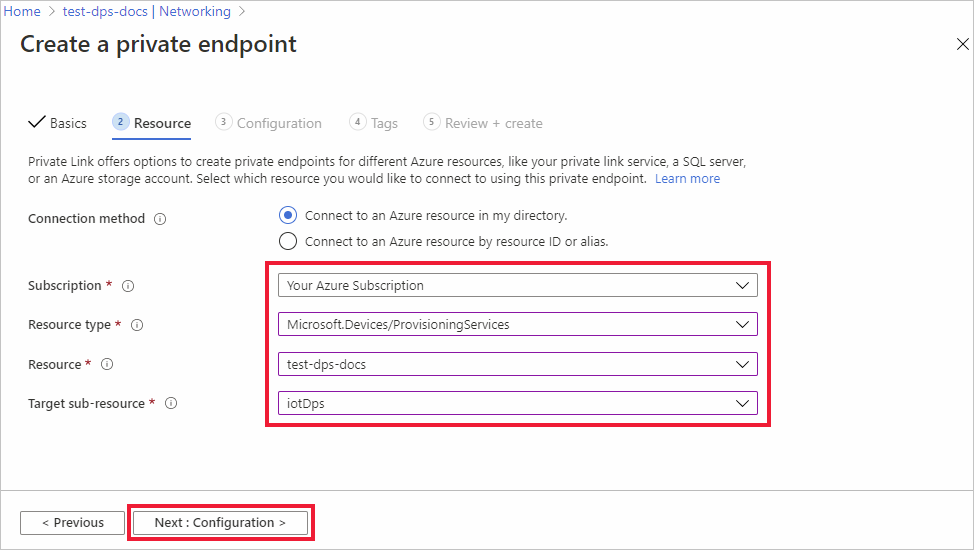 Home > test-dps-docs | Networking >
Create a private endpoint
Basics 2 Resource 3 Configuration 4 Tags 5 Review + create
Private Link offers options to create private endpoints for different Azure resources, like your private link service, a SQL server,
or an Azure storage account. Select which resource you would like to connect to using this private endpoint. Learn more
Connection method
Connect to an Azure resource in my directory.
Connect to an Azure resource by resource ID or alias.
Subscription * Your Azure Subscription
Resource type * Microsoft.Devices/ProvisioningServices
Resource * test-dps-docs
Target sub-resource * iotDps
< Previous Next : Configuration >